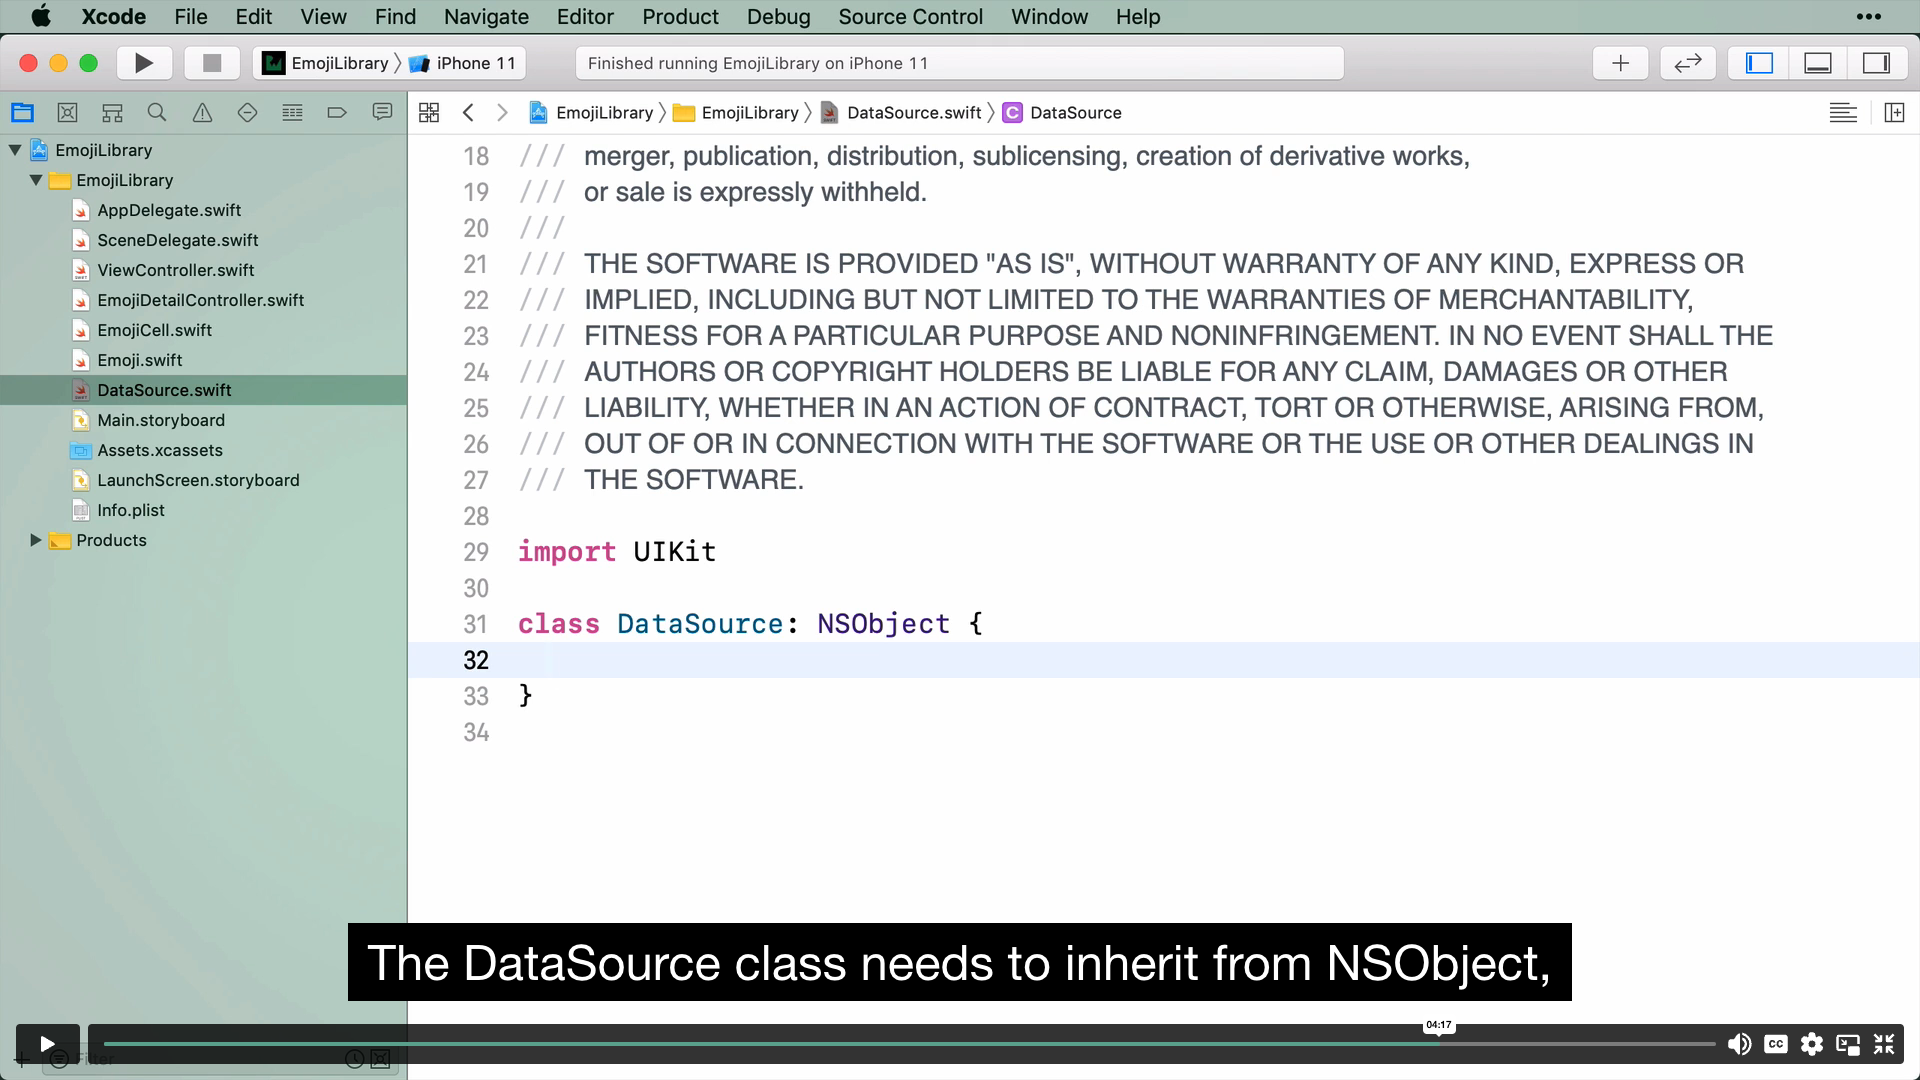 Xcode File Edit View Find Navigate Editor Product Debug Source Control Window Help
EmojiLibrary iPhone 11
Finished running EmojiLibrary on iPhone 11
EmojiLibrary EmojiLibrary DataSource.swift C DataSource
EmojiLibrary
EmojiLibrary
AppDelegate.swift
SceneDelegate.swift
ViewController.swift
EmojiDetailController.swift
EmojiCell.swift
Emoji.swift
DataSource.swift
Main.storyboard
Assets.xcassets
LaunchScreen.storyboard
Info.plist
Products
18 /// merger, publication, distribution, sublicensing, creation of derivative works,
19 /// or sale is expressly withheld.
20 ///
21 /// THE SOFTWARE IS PROVIDED "AS IS", WITHOUT WARRANTY OF ANY KIND, EXPRESS OR
22 /// IMPLIED, INCLUDING BUT NOT LIMITED TO THE WARRANTIES OF MERCHANTABILITY,
23 /// FITNESS FOR A PARTICULAR PURPOSE AND NONINFRINGEMENT. IN NO EVENT SHALL THE
24 /// AUTHORS OR COPYRIGHT HOLDERS BE LIABLE FOR ANY CLAIM, DAMAGES OR OTHER
25 /// LIABILITY, WHETHER IN AN ACTION OF CONTRACT, TORT OR OTHERWISE, ARISING FROM,
26 /// OUT OF OR IN CONNECTION WITH THE SOFTWARE OR THE USE OR OTHER DEALINGS IN
27 /// THE SOFTWARE.
28
29 import UIKit
30
31 class DataSource: NSObject {
32
33 }
34
The DataSource class needs to inherit from NSObject,
04:17
CC
Filter